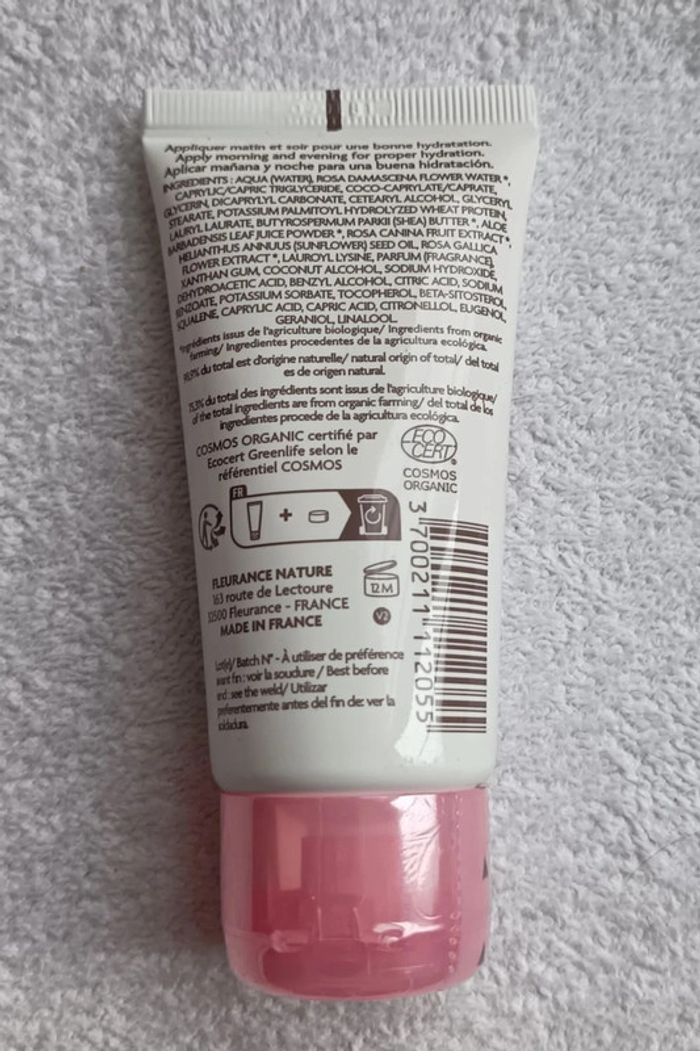 Appliquer matin et soir pour une bonne hydratation.
Apply morning and evening for proper hydration.
Aplicar mañana y noche para una buena hidratación.
INGREDIENTS : AQUA (WATER), ROSA DAMASCENA FLOWER WATER*,
CAPRYLIC/CAPRIC TRIGLYCERIDE, COCO-CAPRYLATE/CAPRATE,
GLYCERIN, DICAPRYLYL CARBONATE, CETEARYL ALCOHOL, GLYCERYL
STEARATE, POTASSIUM PALMITOYL HYDROLYZED WHEAT PROTEIN,
LAURYL LAURATE, BUTYROSPERMUM PARKII (SHEA) BUTTER*, ALOE
BARBADENSIS LEAF JUICE POWDER*, ROSA CANINA FRUIT EXTRACT*,
HELIANTHUS ANNUUS (SUNFLOWER) SEED OIL, ROSA GALLICA
FLOWER EXTRACT*, LAUROYL LYSINE, PARFUM (FRAGRANCE),
XANTHAN GUM, COCONUT ALCOHOL, SODIUM HYDROXIDE,
DEHYDROACETIC ACID, BENZYL ALCOHOL, CITRIC ACID, SODIUM
BENZOATE, POTASSIUM SORBATE, TOCOPHEROL, BETA-SITOSTEROL,
SQUALENE, CAPRYLIC ACID, CAPRIC ACID, CITRONELLOL, EUGENOL,
GERANIOL, LINALOOL.
*Ingrédients issus de l'agriculture biologique/ Ingredients from organic
farming/ Ingredientes procedentes de la agricultura ecológica.
98,9% du total est d'origine naturelle/ natural origin of total/ del total
es de origen natural.
75,3% du total des ingrédients sont issus de l'agriculture biologique/
of the total ingredients are from organic farming/ del total de los
ingredientes procede de la agricultura ecológica.
COSMOS ORGANIC certifié par
Ecocert Greenlife selon le
référentiel COSMOS
ECO
CERT
COSMOS
ORGANIC
FR
+
FLEURANCE NATURE
163 route de Lectoure
32500 Fleurance - FRANCE
MADE IN FRANCE
12 M
V2
Lot(e)/ Batch N° - À utiliser de préférence
avant fin : voir la soudure / Best before
end : see the weld/ Utilizar
preferentemente antes del fin de: ver la
soldadura.
3 700211 112055